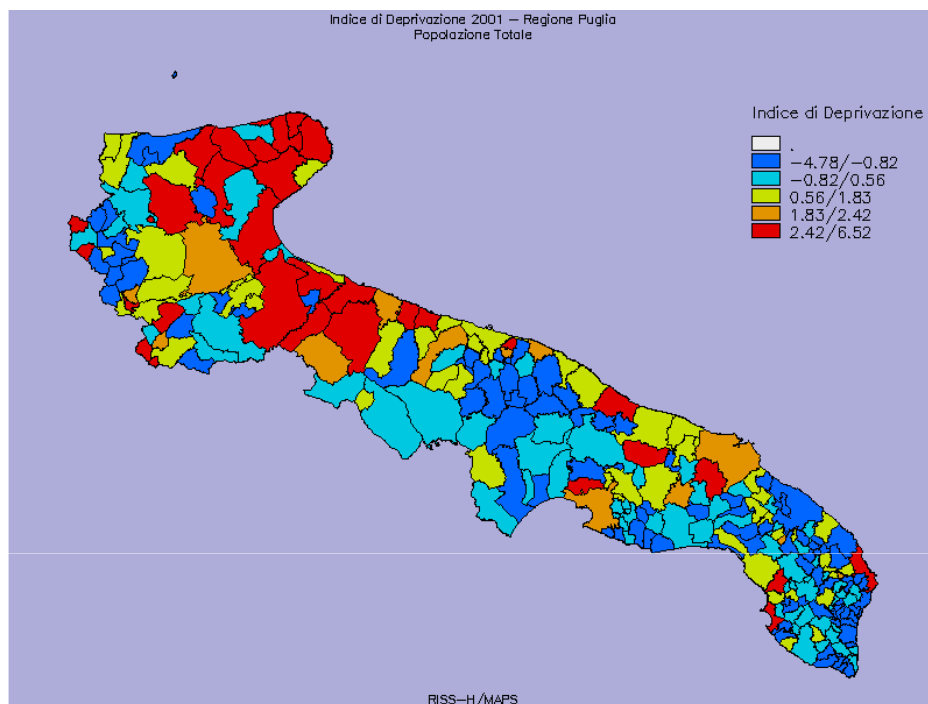 Indice di Deprivazione 2001 – Regione Puglia
Popolazione Totale
Indice di Deprivazione
.
−4.78/−0.82
−0.82/0.56
0.56/1.83
1.83/2.42
2.42/6.52
RISS−H/MAPS